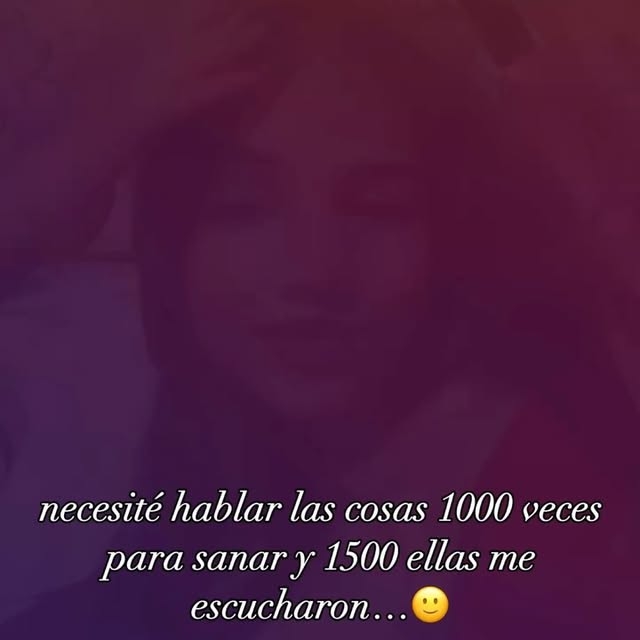 necesité hablar las cosas 1000 veces
para sanar y 1500 ellas me
escucharon...🙂